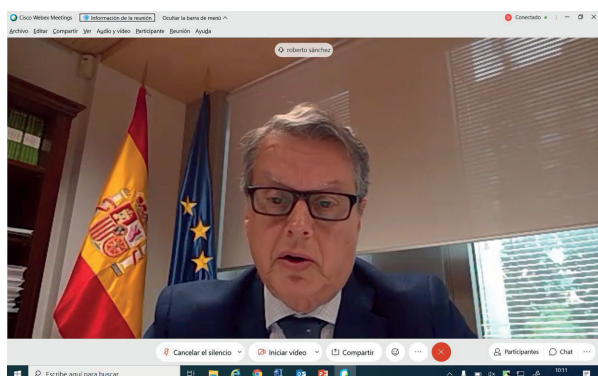 Cisco Webex Meetings Información de la reunión Ocultar la barra de menú Conectado
Archivo Editar Compartir Ver Audio y vídeo Participante Reunión Ayuda
roberto sánchez
Cancelar el silencio Iniciar vídeo Compartir Participantes Chat
Escribe aquí para buscar 10:11